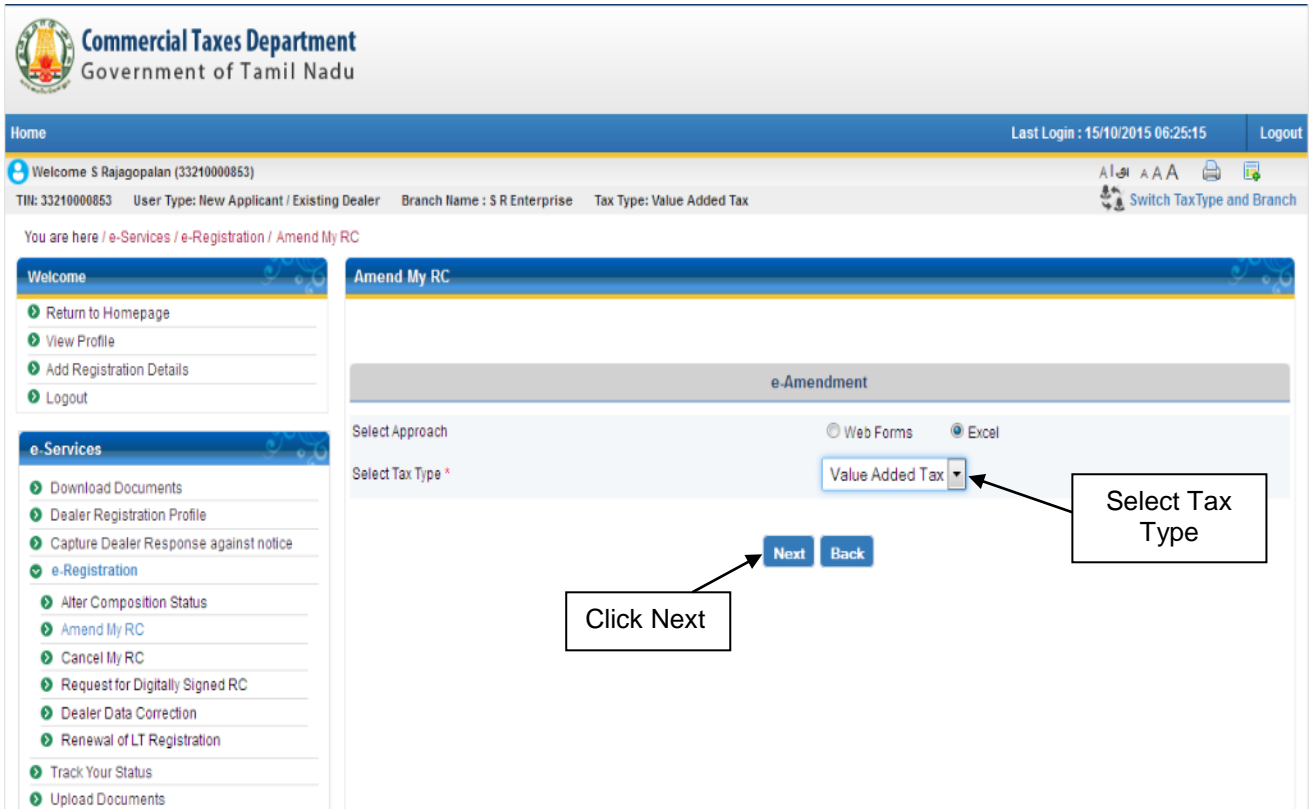 Commercial Taxes Department
Government of Tamil Nadu
Home Last Login : 15/10/2015 06:25:15 Logout
Welcome S Rajagopalan (33210000853) A அ A A A
TIN: 33210000853 User Type: New Applicant / Existing Dealer Branch Name : S R Enterprise Tax Type: Value Added Tax Switch TaxType and Branch
You are here / e-Services / e-Registration / Amend My RC
Welcome
Return to Homepage
View Profile
Add Registration Details
Logout
e-Services
Download Documents
Dealer Registration Profile
Capture Dealer Response against notice
e-Registration
Alter Composition Status
Amend My RC
Cancel My RC
Request for Digitally Signed RC
Dealer Data Correction
Renewal of LT Registration
Track Your Status
Upload Documents
Amend My RC
e-Amendment
Select Approach Web Forms Excel
Select Tax Type * Value Added Tax
Select Tax
Type
Next Back
Click Next